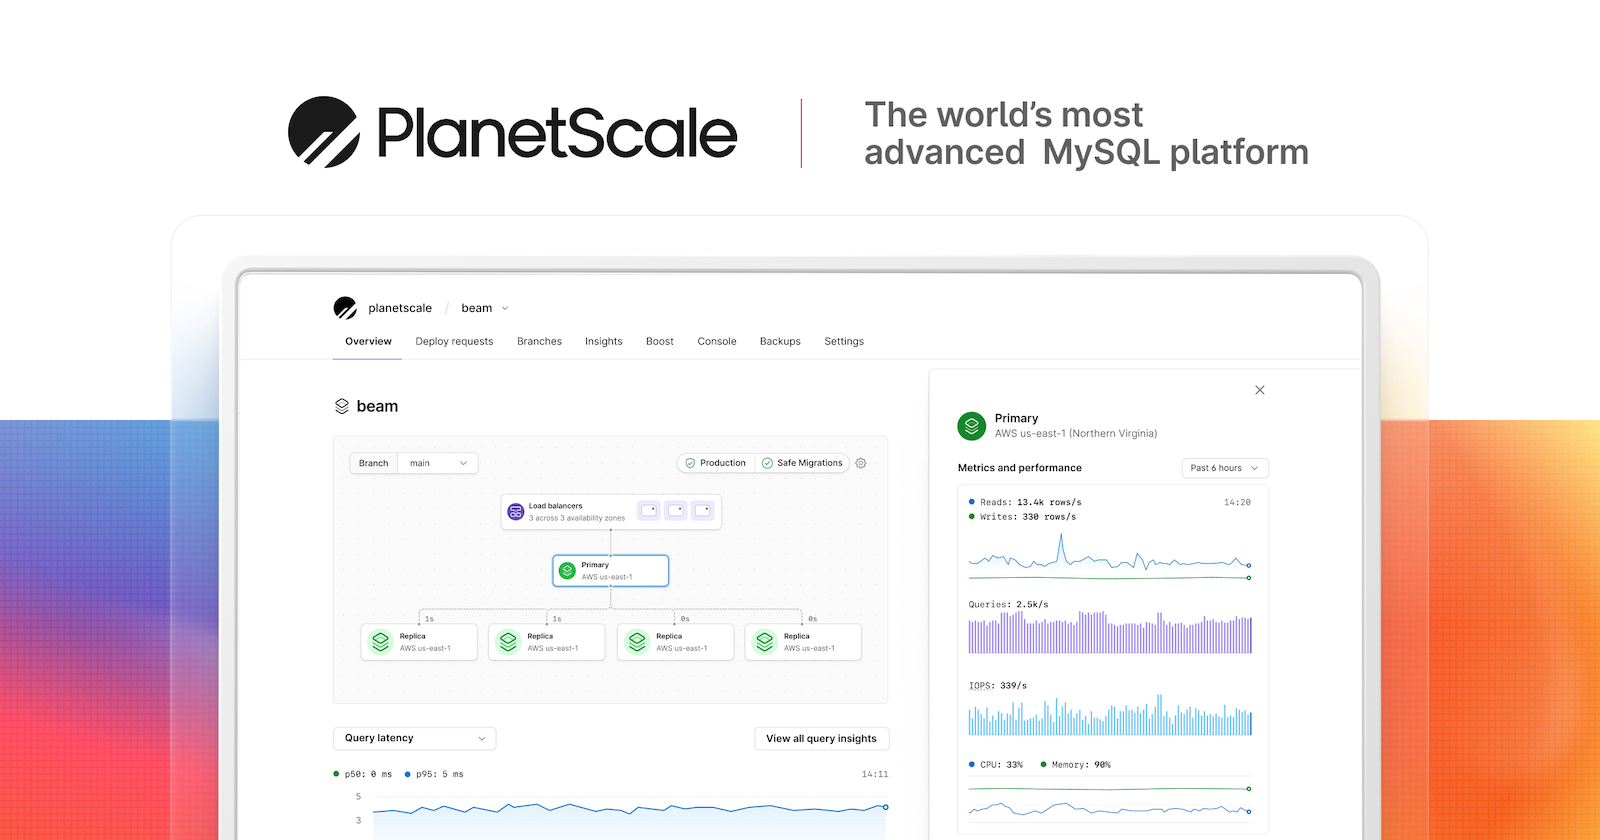 PlanetScale
The world's most
advanced MySQL platform
planetscale / beam
Overview Deploy requests Branches Insights Boost Console Backups Settings
beam
Branch main
Production Safe Migrations
Load balancers
3 across 3 availability zones
Primary
AWS us-east-1
1s 1s 0s 0s
Replica Replica Replica Replica
AWS us-east-1 AWS us-east-1 AWS us-east-1 AWS us-east-1
Query latency
View all query insights
p50: 0 ms p95: 5 ms 14:11
5
3
Primary
AWS us-east-1 (Northern Virginia)
Metrics and performance Past 6 hours
Reads: 13.4k rows/s 14:20
Writes: 330 rows/s
Queries: 2.5k/s
IOPS: 339/s
CPU: 33% Memory: 90%